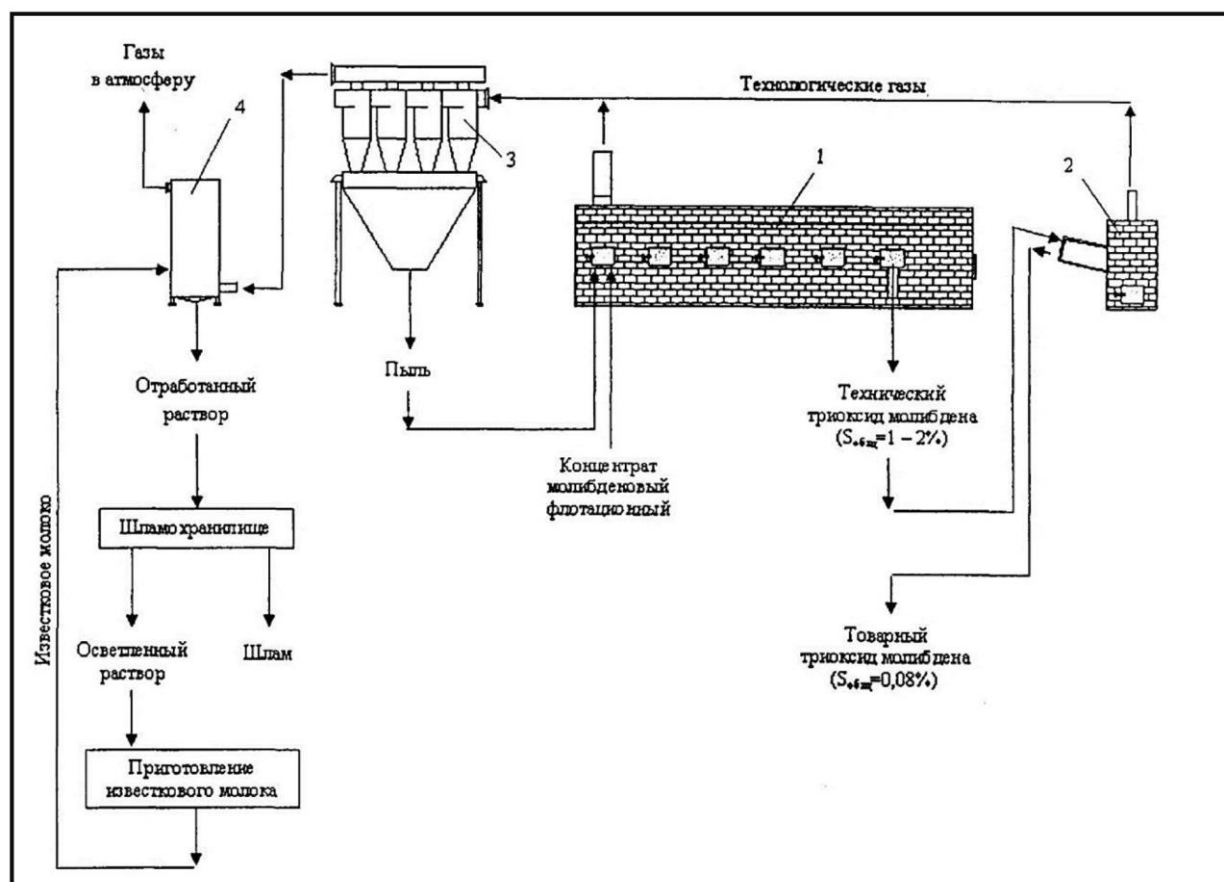 Газы
в атмосферу
4
3
Технологические газы
1
2
Пыль
Отработанный
раствор
Технический
триоксид молибдена
(Sобщ=1 – 2%)
Концентрат
молибденовый
флотационный
Известковое молоко
Шламохранилище
Осветленный
раствор
Шлам
Товарный
триоксид молибдена
(Sобщ=0,08%)
Приготовление
известкового молока